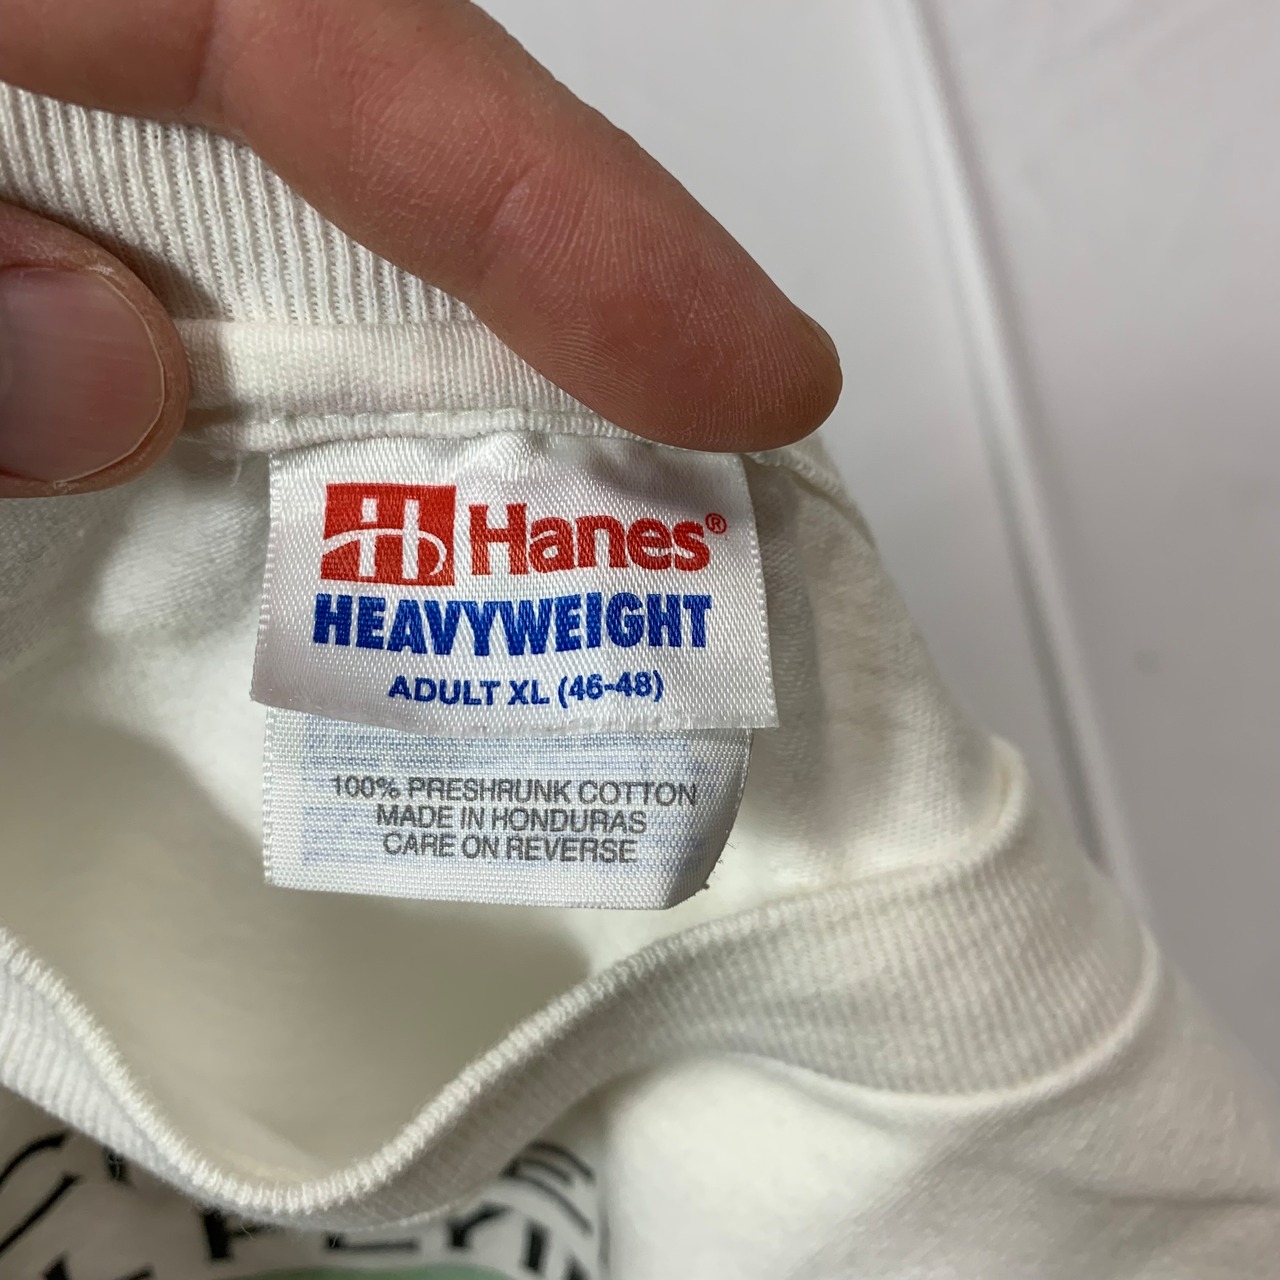 Hanes®
HEAVYWEIGHT
ADULT XL (46-48)
100% PRESHRUNK COTTON
MADE IN HONDURAS
CARE ON REVERSE